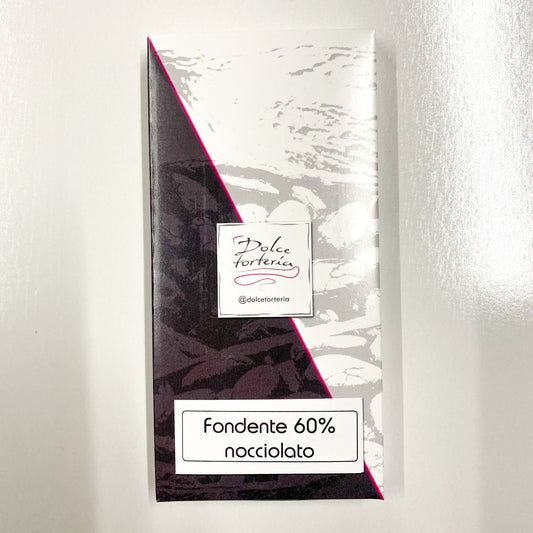 Dolce
torteria
@dolcetorteria
Fondente 60%
nocciolato